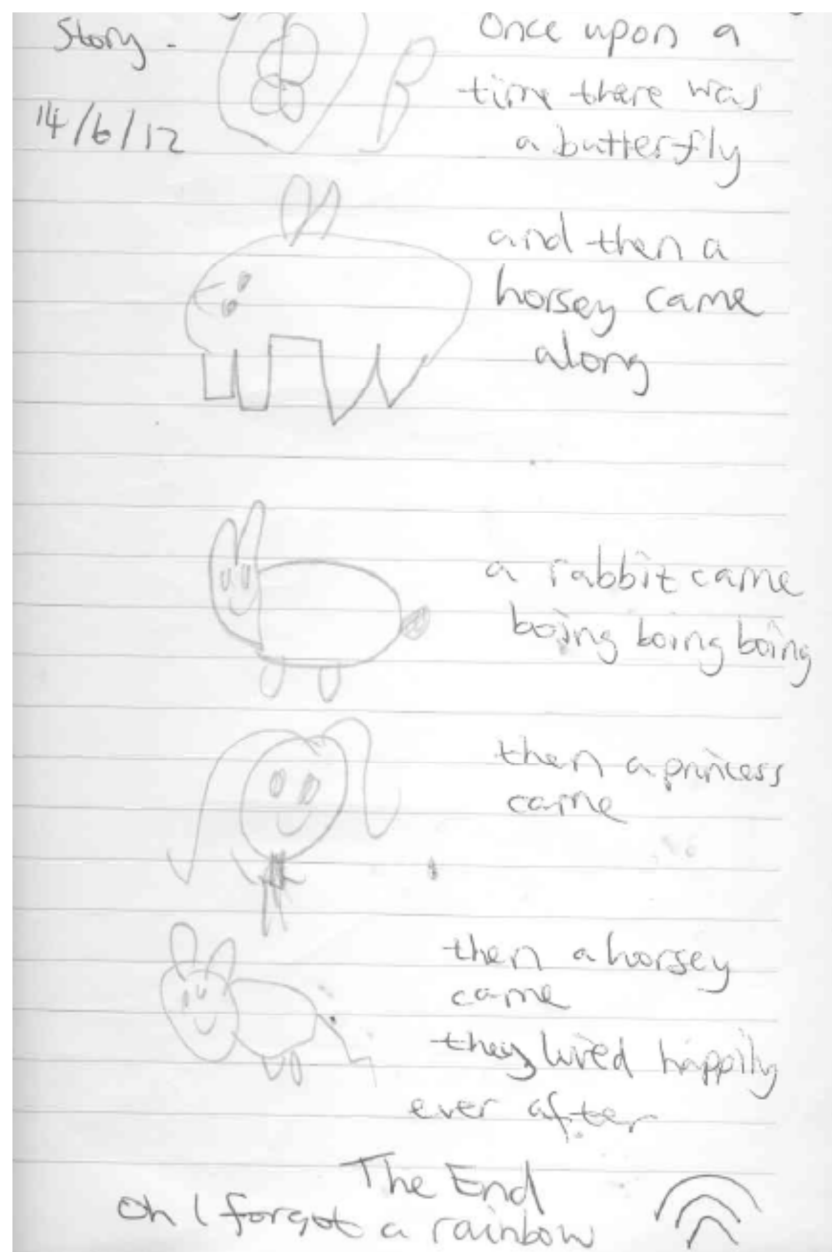 Story.
14/6/12
Once upon a
time there was
a butterfly
and then a
horsey came
along
a rabbit came
boing boing boing
then a princess
came
then a horsey
came
they lived happily
ever after
The End
Oh I forgot a rainbow